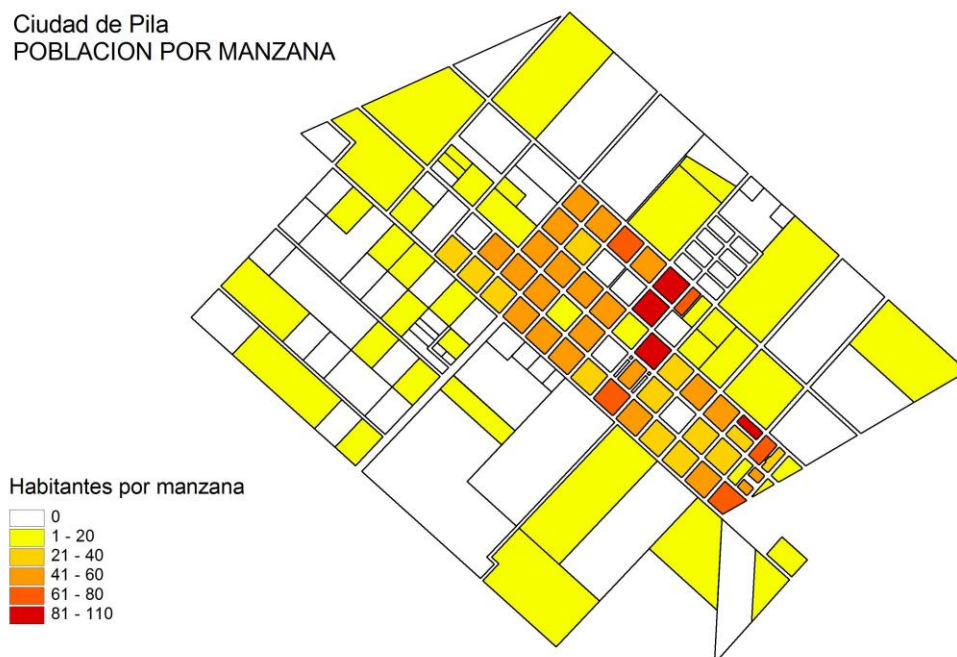 Ciudad de Pila
POBLACION POR MANZANA
Habitantes por manzana
0
1 - 20
21 - 40
41 - 60
61 - 80
81 - 110